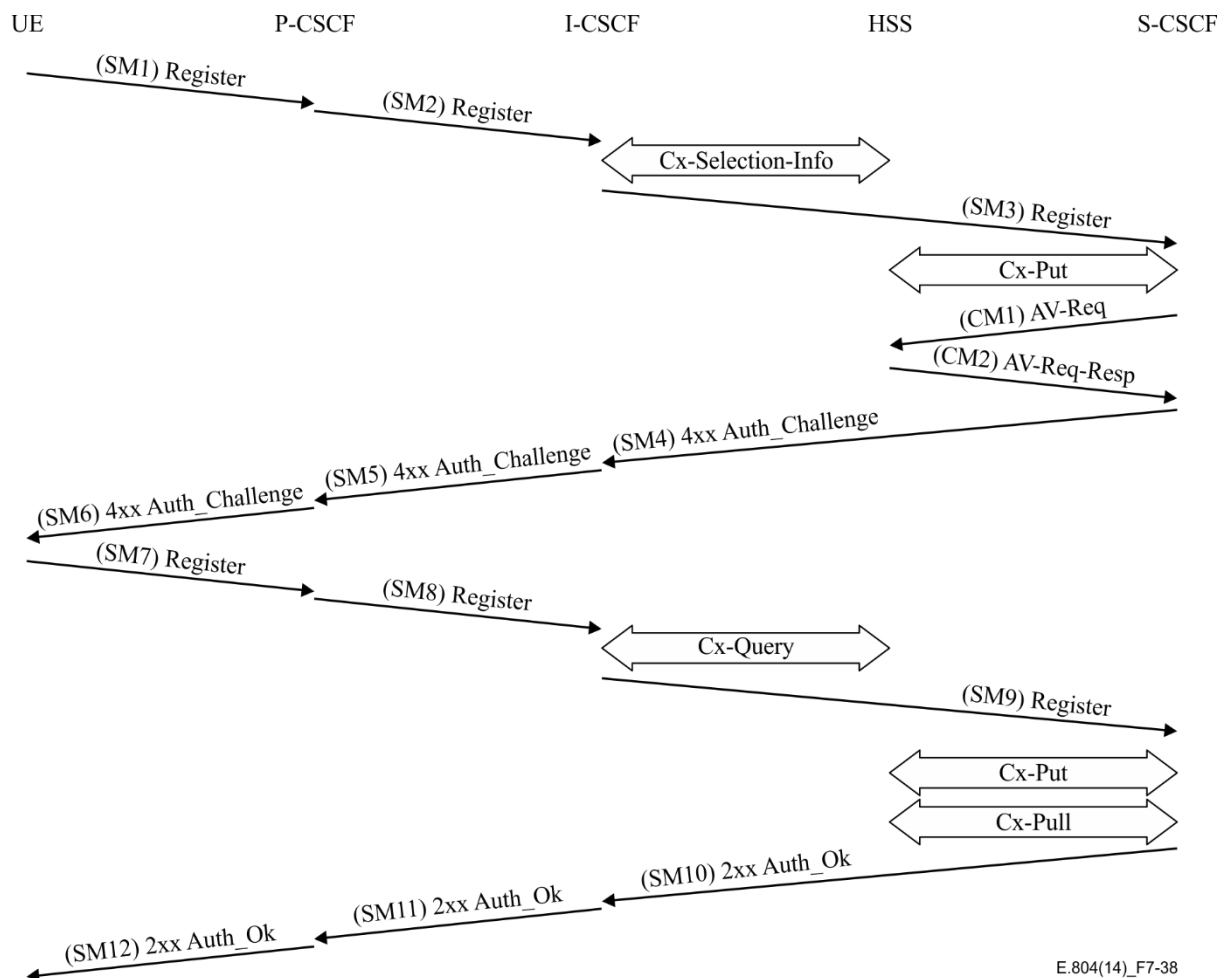 UE P-CSCF I-CSCF HSS S-CSCF
(SM1) Register
(SM2) Register
Cx-Selection-Info
(SM3) Register
Cx-Put
(CM1) AV-Req
(CM2) AV-Req-Resp
(SM4) 4xx Auth_Challenge
(SM5) 4xx Auth_Challenge
(SM6) 4xx Auth_Challenge
(SM7) Register
(SM8) Register
Cx-Query
(SM9) Register
Cx-Put
Cx-Pull
(SM10) 2xx Auth_Ok
(SM11) 2xx Auth_Ok
(SM12) 2xx Auth_Ok
E.804(14)_F7-38